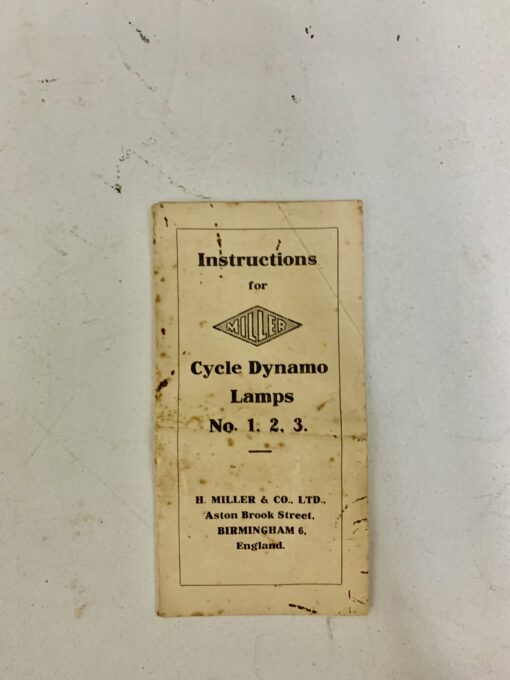 Instructions
for
MILLER
Cycle Dynamo
Lamps
No. 1. 2, 3.
H. MILLER & CO., LTD.,
Aston Brook Street,
BIRMINGHAM 6,
England.